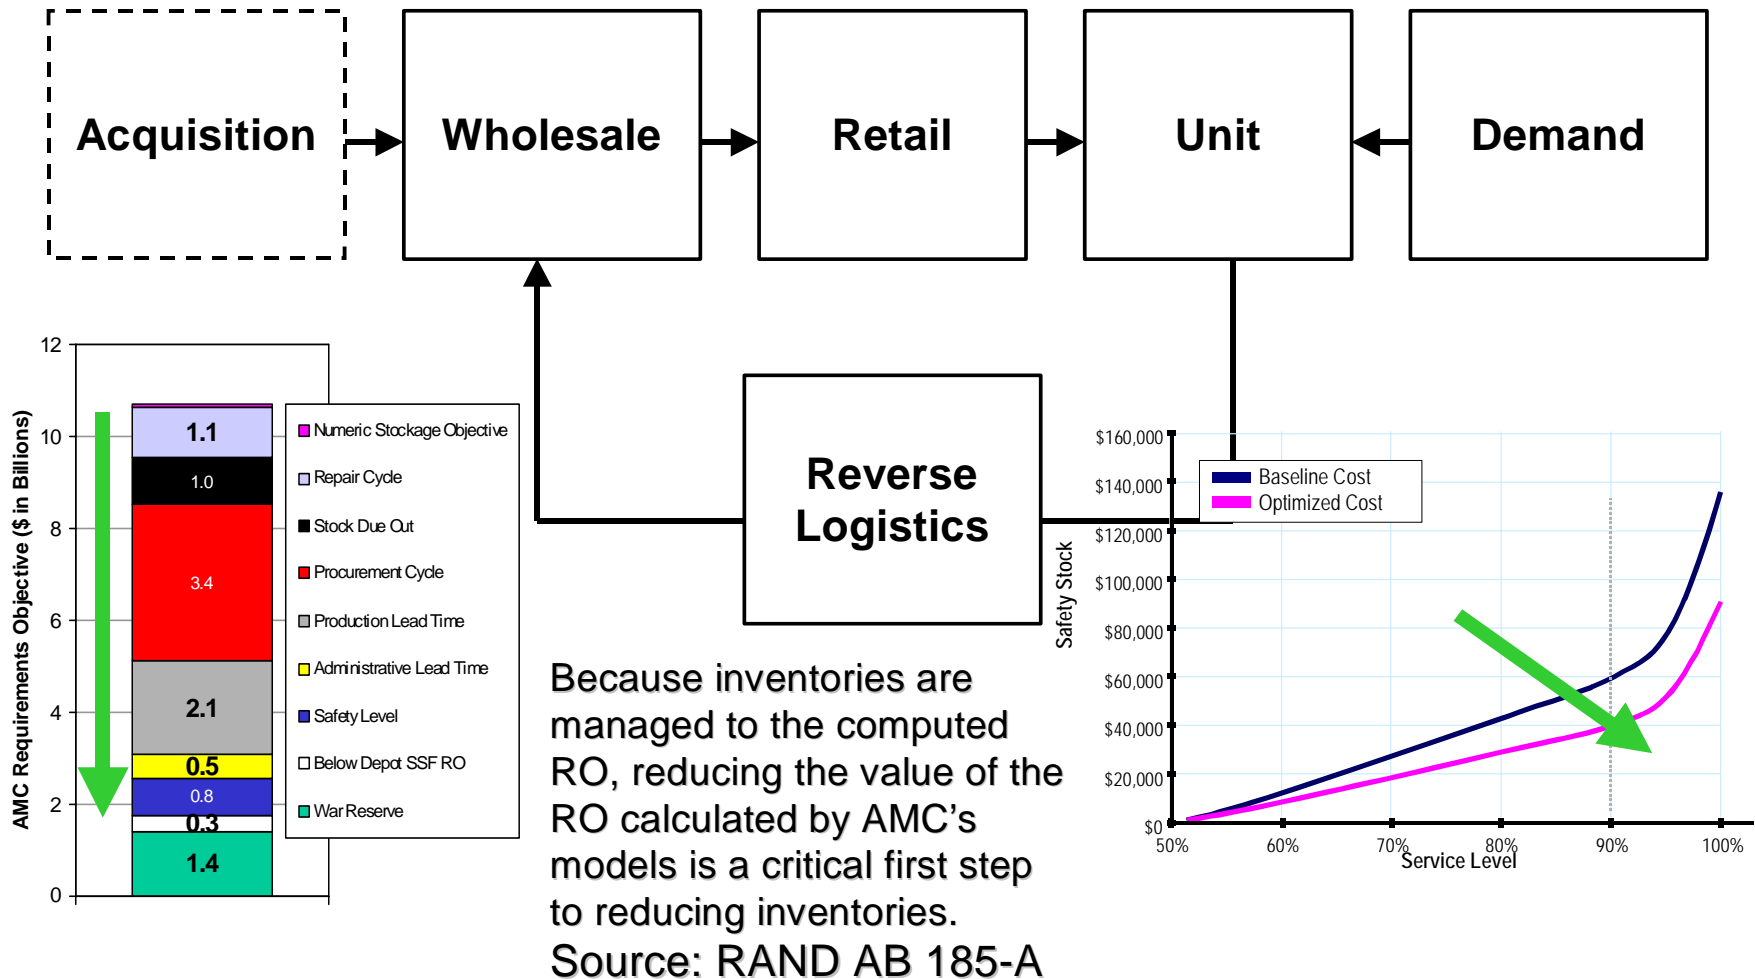 Acquisition
Wholesale
Retail
Unit
Demand
Reverse
Logistics
AMC Requirements Objective ($ in Billions)
12
10
8
6
4
2
0
1.1
1.0
3.4
2.1
0.5
0.8
0.3
1.4
Numeric Stockage Objective
Repair Cycle
Stock Due Out
Procurement Cycle
Production Lead Time
Administrative Lead Time
Safety Level
Below Depot SSF RO
War Reserve
Because inventories are
managed to the computed
RO, reducing the value of the
RO calculated by AMC's
models is a critical first step
to reducing inventories.
Source: RAND AB 185-A
Safety Stock
$160,000
$140,000
$120,000
$100,000
$80,000
$60,000
$40,000
$20,000
$0
Baseline Cost
Optimized Cost
50%
60%
70%
80%
90%
100%
Service Level